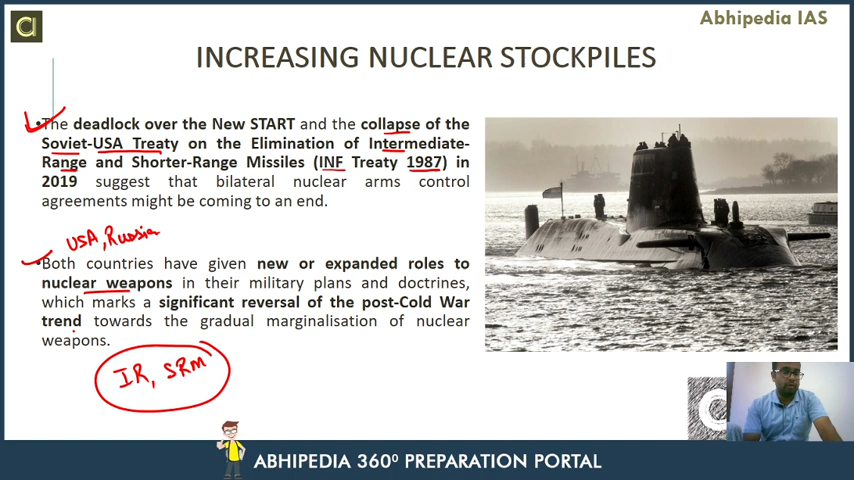 Abhipedia IAS
INCREASING NUCLEAR STOCKPILES
•The deadlock over the New START and the collapse of the
Soviet-USA Treaty on the Elimination of Intermediate-
Range and Shorter-Range Missiles (INF Treaty 1987) in
2019 suggest that bilateral nuclear arms control
agreements might be coming to an end.
USA, Russia
•Both countries have given new or expanded roles to
nuclear weapons in their military plans and doctrines,
which marks a significant reversal of the post-Cold War
trend towards the gradual marginalisation of nuclear
weapons.
IR, SRM
ABHIPEDIA 360⁰ PREPARATION PORTAL